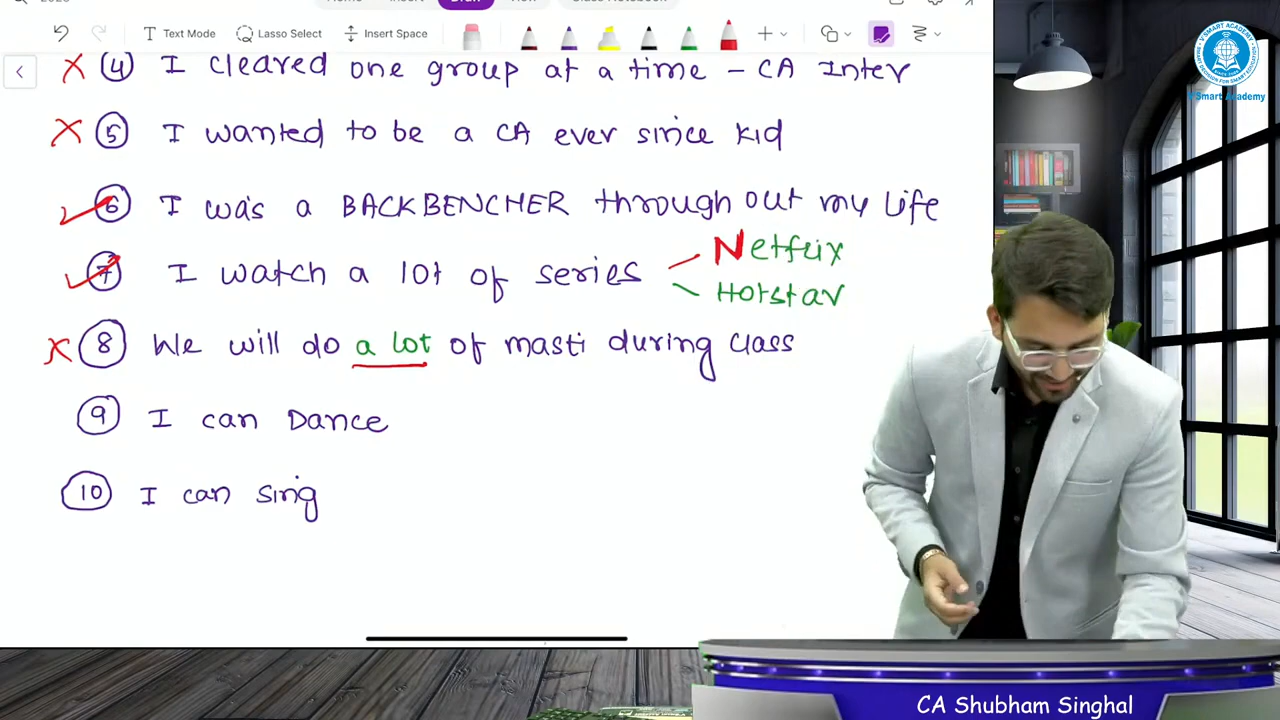 Text Mode Lasso Select Insert Space
④ I cleared one group at a time - CA Inter
⑤ I wanted to be a CA ever since kid
⑥ I was a BACKBENCHER through out my life
⑦ I watch a lot of series
Netflix
Hotstar
⑧ We will do a lot of masti during class
⑨ I can Dance
⑩ I can sing
V SMART ACADEMY
V Smart Academy
CA Shubham Singhal